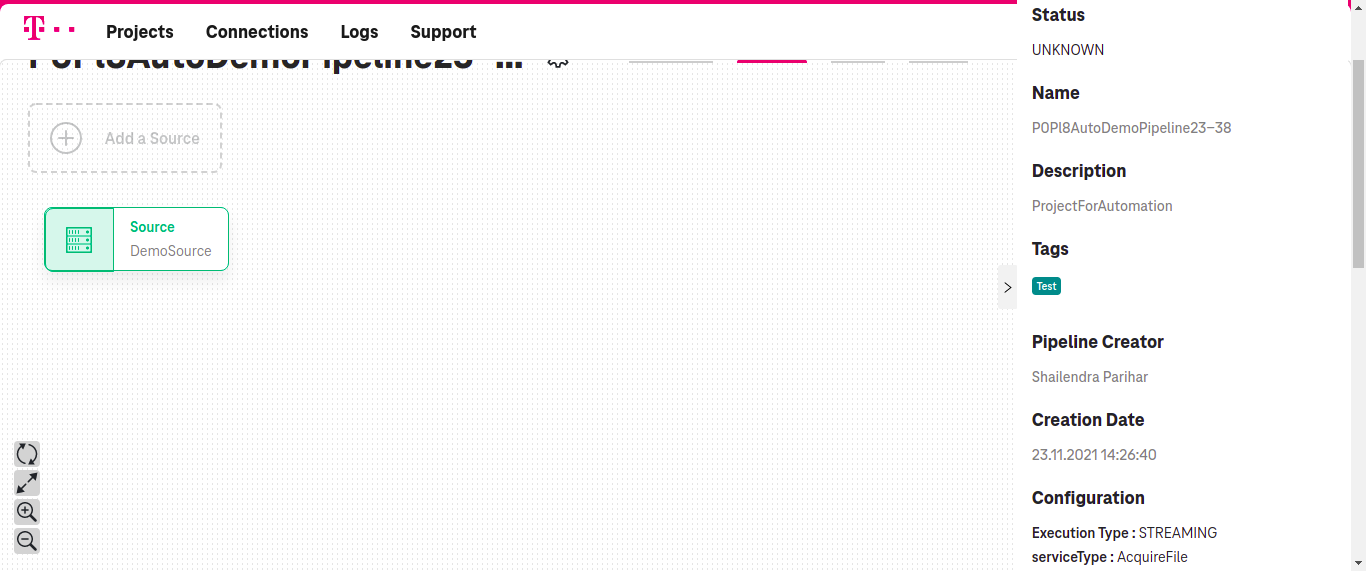 T
Projects
Connections
Logs
Support
P0Pl8AutoDemoPipeline23-...
Add a Source
Source
DemoSource
Status
UNKNOWN
Name
P0Pl8AutoDemoPipeline23-38
Description
ProjectForAutomation
Tags
Test
Pipeline Creator
Shailendra Parihar
Creation Date
23.11.2021 14:26:40
Configuration
Execution Type : STREAMING
serviceType : AcquireFile